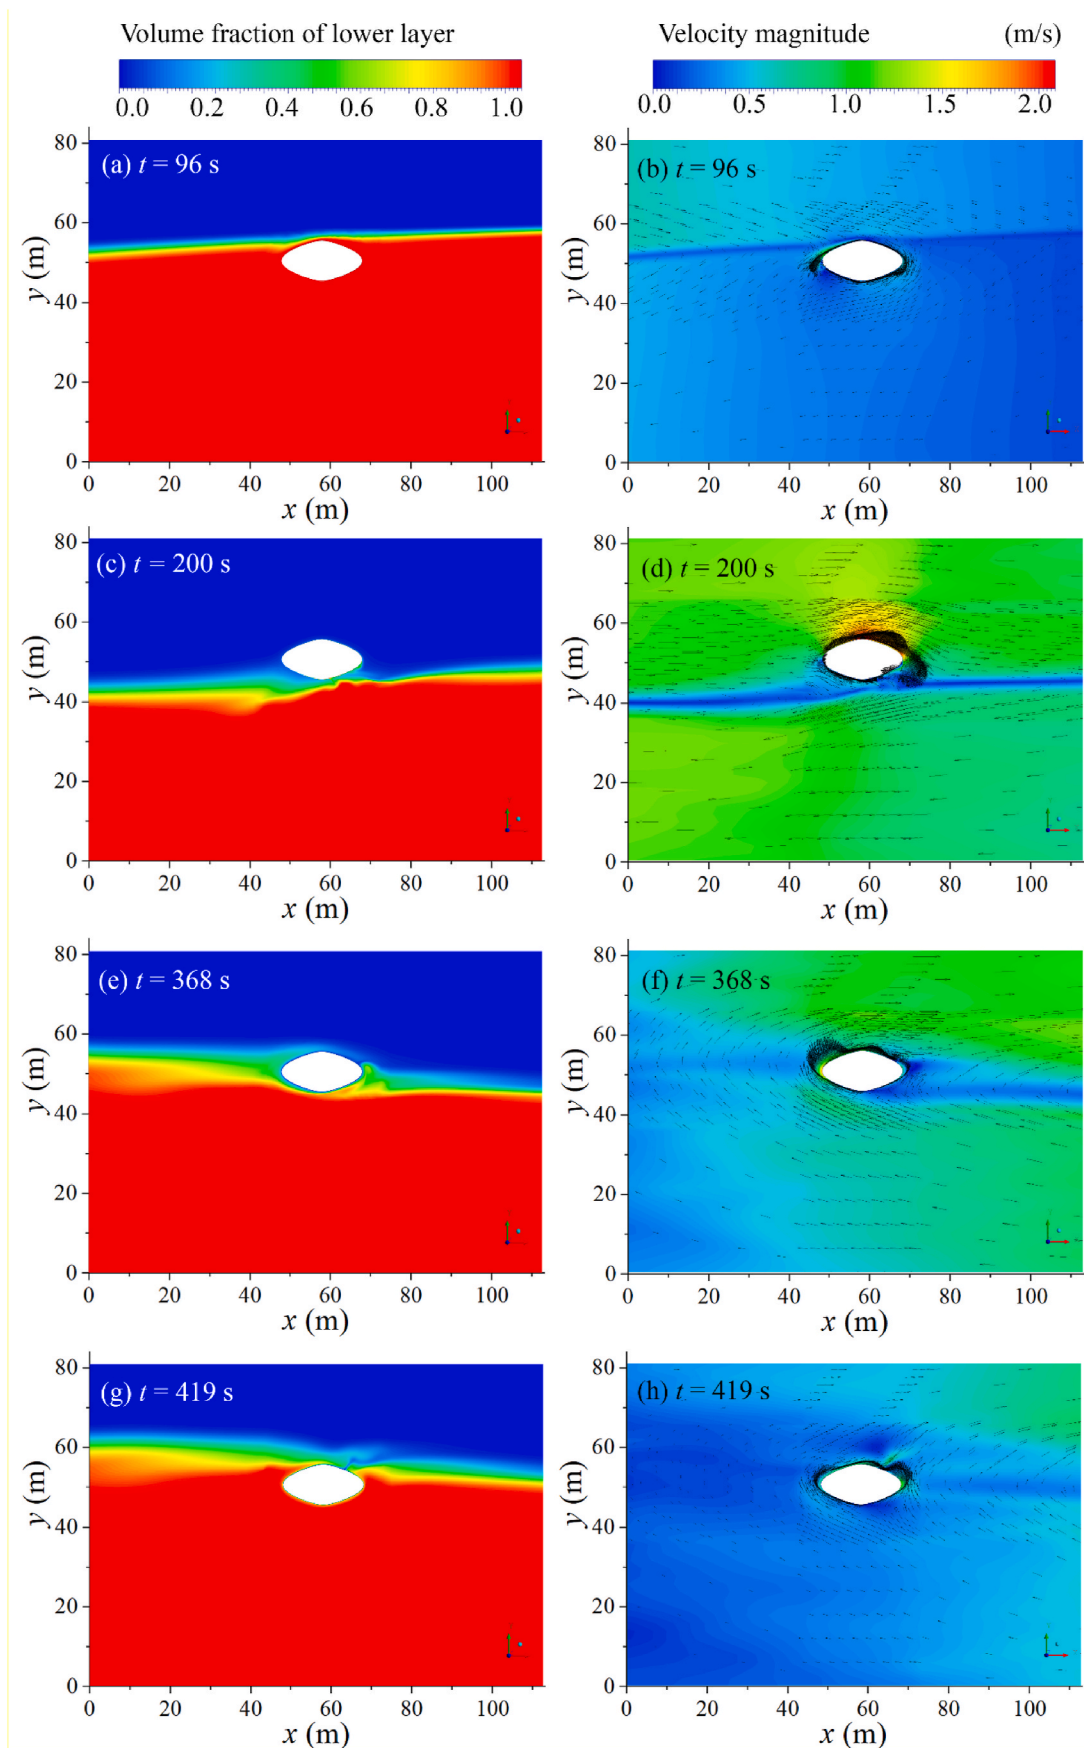 Volume fraction of lower layer
0.0 0.2 0.4 0.6 0.8 1.0
Velocity magnitude (m/s)
0.0 0.5 1.0 1.5 2.0
(a) t = 96 s
80
60
40
20
0
y (m)
0 20 40 60 80 100
x (m)
(b) t = 96 s
80
60
40
20
0
y (m)
0 20 40 60 80 100
x (m)
(c) t = 200 s
80
60
40
20
0
y (m)
0 20 40 60 80 100
x (m)
(d) t = 200 s
80
60
40
20
0
y (m)
0 20 40 60 80 100
x (m)
(e) t = 368 s
80
60
40
20
0
y (m)
0 20 40 60 80 100
x (m)
(f) t = 368 s
80
60
40
20
0
y (m)
0 20 40 60 80 100
x (m)
(g) t = 419 s
80
60
40
20
0
y (m)
0 20 40 60 80 100
x (m)
(h) t = 419 s
80
60
40
20
0
y (m)
0 20 40 60 80 100
x (m)